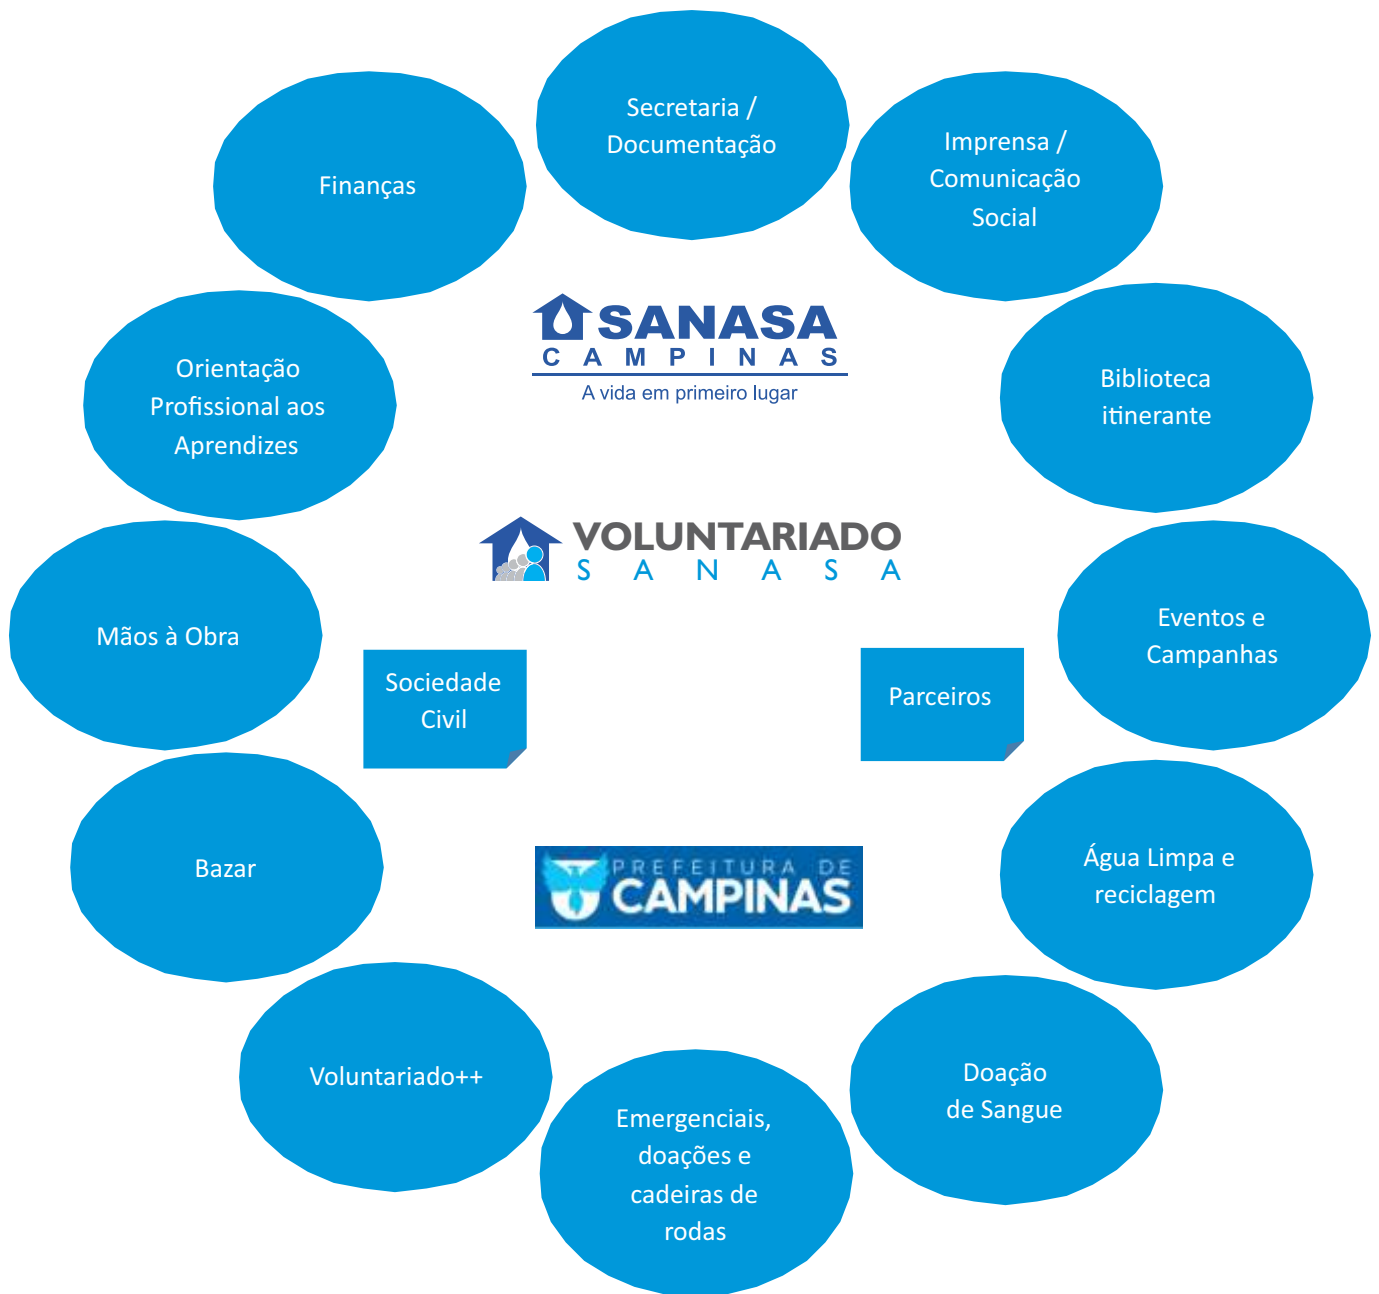 Secretaria /
Documentação
Finanças
Imprensa /
Comunicação
Social
SANASA
CAMPINAS
A vida em primeiro lugar
Orientação
Profissional aos
Aprendizes
Biblioteca
itinerante
VOLUNTARIADO
SANASA
Mãos à Obra
Eventos e
Campanhas
Sociedade
Civil
Parceiros
Bazar
PREFEITURA DE
CAMPINAS
Água Limpa e
reciclagem
Voluntariado++
Doação
de Sangue
Emergenciais,
doações e
cadeiras de
rodas